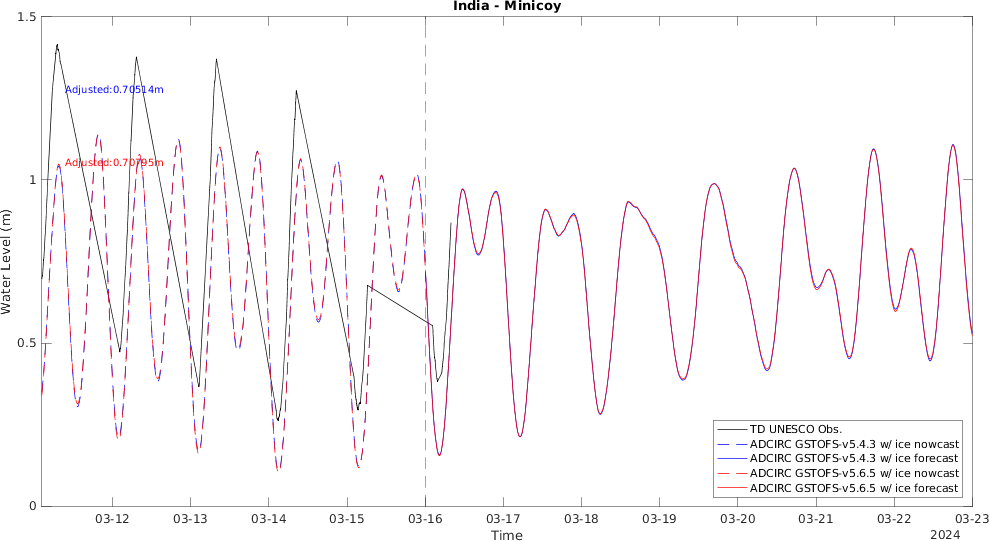 India - Minicoy
Water Level (m)
1.5
1
0.5
0
Adjusted:0.70514m
Adjusted:0.70795m
TD UNESCO Obs.
ADCIRC GSTOFS-v5.4.3 w/ ice nowcast
ADCIRC GSTOFS-v5.4.3 w/ ice forecast
ADCIRC GSTOFS-v5.6.5 w/ ice nowcast
ADCIRC GSTOFS-v5.6.5 w/ ice forecast
03-12 03-13 03-14 03-15 03-16 03-17 03-18 03-19 03-20 03-21 03-22 03-23
Time
2024